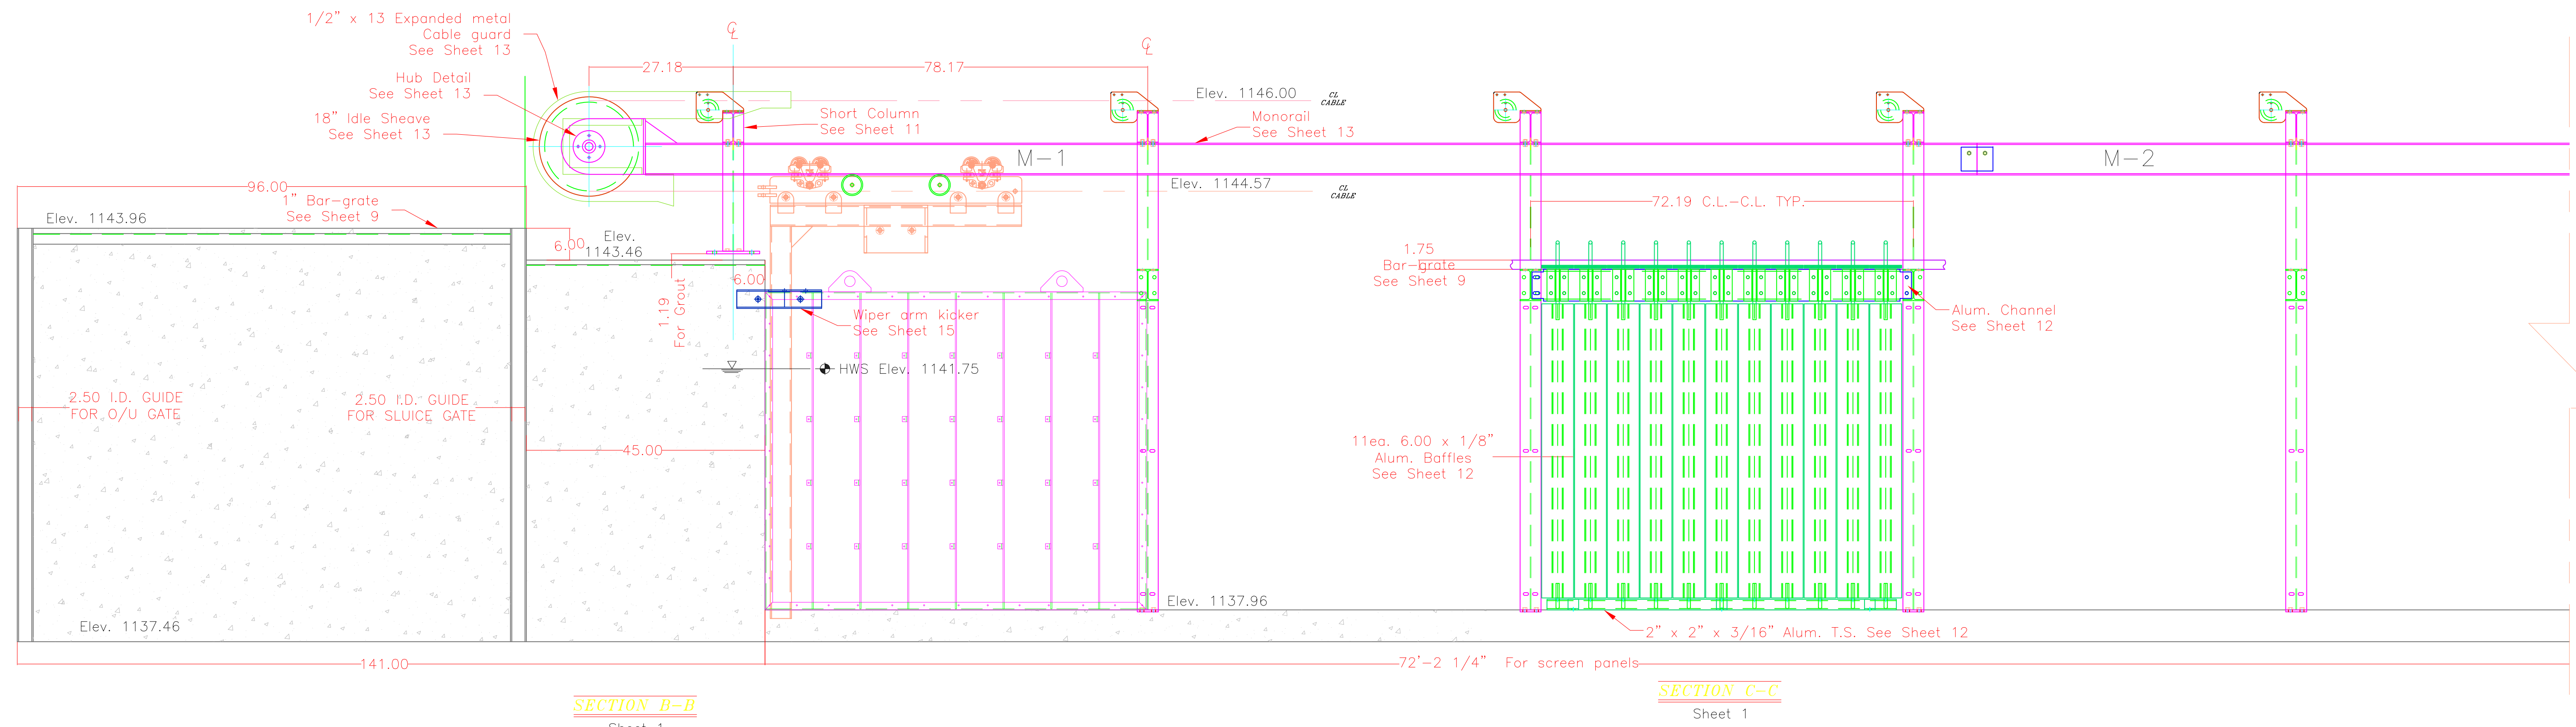 1/2" x 13 Expanded metal
Cable guard
See Sheet 13
Hub Detail
See Sheet 13
18" Idle Sheave
See Sheet 13
27.18
78.17
Short Column
See Sheet 11
Elev. 1146.00
CL
CABLE
Monorail
See Sheet 13
M-1
M-2
Elev. 1144.57
CL
CABLE
96.00
1" Bar-grate
See Sheet 9
Elev. 1143.96
6.00
Elev.
1143.46
1.19
For Grout
6.00
Wiper arm kicker
See Sheet 15
HWS Elev. 1141.75
2.50 I.D. GUIDE
FOR O/U GATE
2.50 I.D. GUIDE
FOR SLUICE GATE
45.00
72.19 C.L.-C.L. TYP.
1.75
Bar-grate
See Sheet 9
Alum. Channel
See Sheet 12
11ea. 6.00 x 1/8"
Alum. Baffles
See Sheet 12
Elev. 1137.96
Elev. 1137.46
2" x 2" x 3/16" Alum. T.S. See Sheet 12
141.00
72'-2 1/4" For screen panels
SECTION B-B
Sheet 1
SECTION C-C
Sheet 1